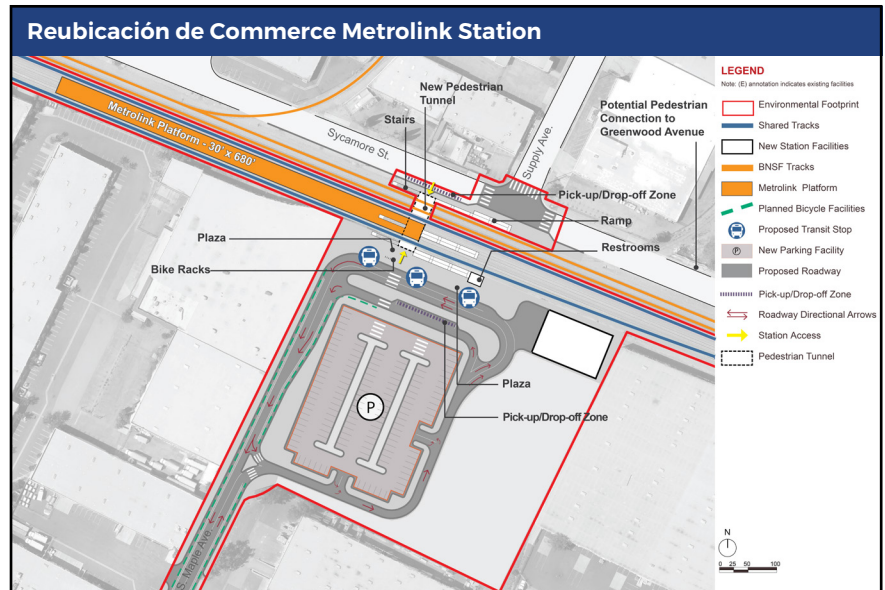 Reubicación de Commerce Metrolink Station
New Pedestrian
Tunnel
Stairs
Metrolink Platform - 30' x 680'
Sycamore St.
Supply Ave.
Potential Pedestrian
Connection to
Greenwood Avenue
Pick-up/Drop-off Zone
Ramp
Restrooms
Plaza
Bike Racks
Plaza
Pick-up/Drop-off Zone
P
S. Maple Ave.
LEGEND
Note: (E) annotation indicates existing facilities
Environmental Footprint
Shared Tracks
New Station Facilities
BNSF Tracks
Metrolink Platform
Planned Bicycle Facilities
Proposed Transit Stop
P New Parking Facility
Proposed Roadway
Pick-up/Drop-off Zone
Roadway Directional Arrows
Station Access
Pedestrian Tunnel
N
0 25 50 100